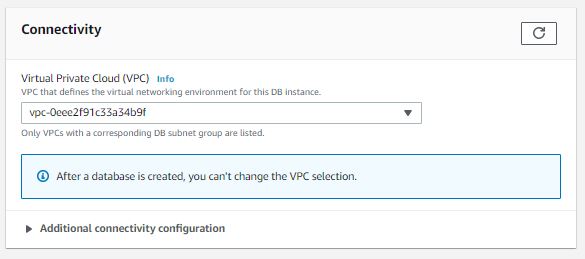 Connectivity
Virtual Private Cloud (VPC) Info
VPC that defines the virtual networking environment for this DB instance.
vpc-0eee2f91c33a34b9f
Only VPCs with a corresponding DB subnet group are listed.
After a database is created, you can't change the VPC selection.
Additional connectivity configuration